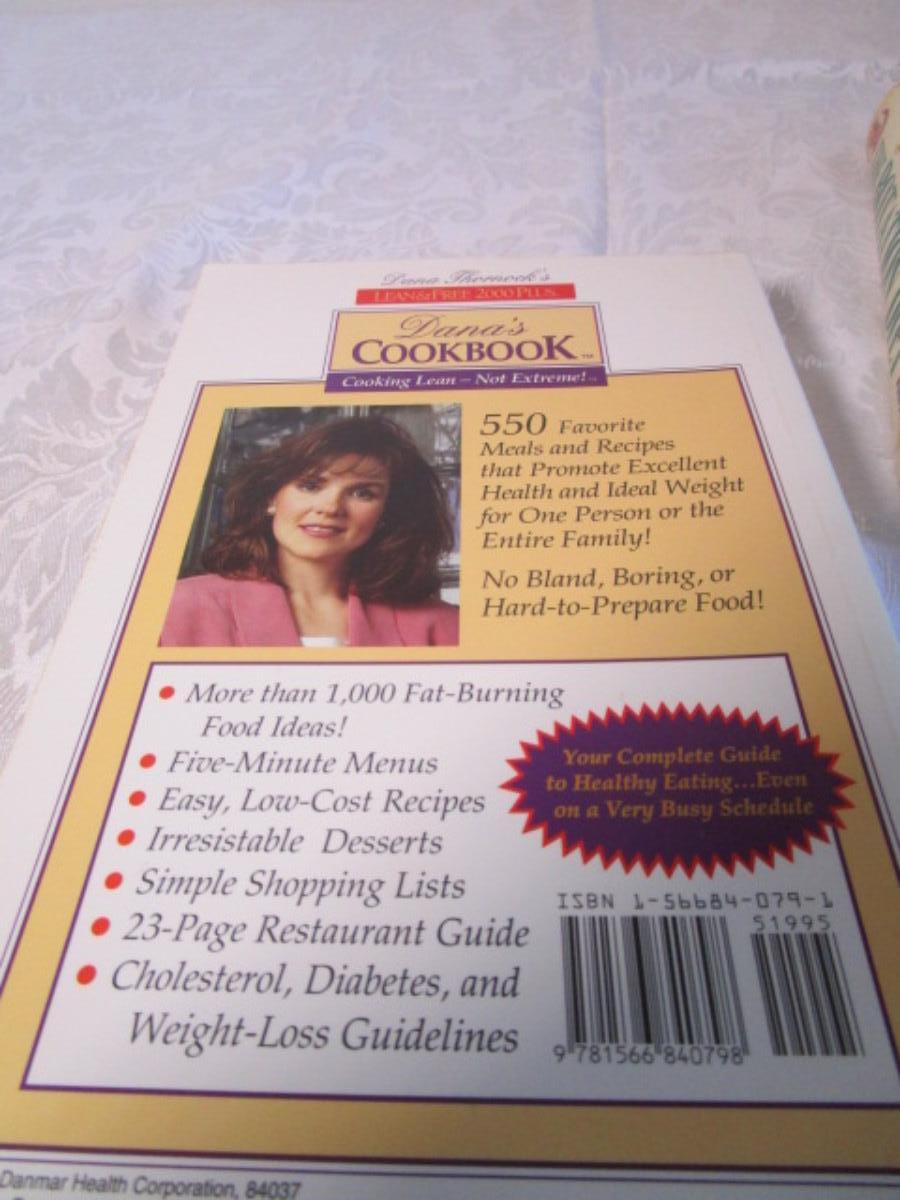 Dana Thornock's
LEAN&FREE 2000 PLUS
Dana's
COOKBOOK™
Cooking Lean – Not Extreme!™
550 Favorite
Meals and Recipes
that Promote Excellent
Health and Ideal Weight
for One Person or the
Entire Family!
No Bland, Boring, or
Hard-to-Prepare Food!
• More than 1,000 Fat-Burning
Food Ideas!
• Five-Minute Menus
• Easy, Low-Cost Recipes
• Irresistable Desserts
• Simple Shopping Lists
• 23-Page Restaurant Guide
• Cholesterol, Diabetes, and
Weight-Loss Guidelines
Your Complete Guide
to Healthy Eating...Even
on a Very Busy Schedule
ISBN 1-56684-079-1
51995
9 781566 840798
Danmar Health Corporation, 84037